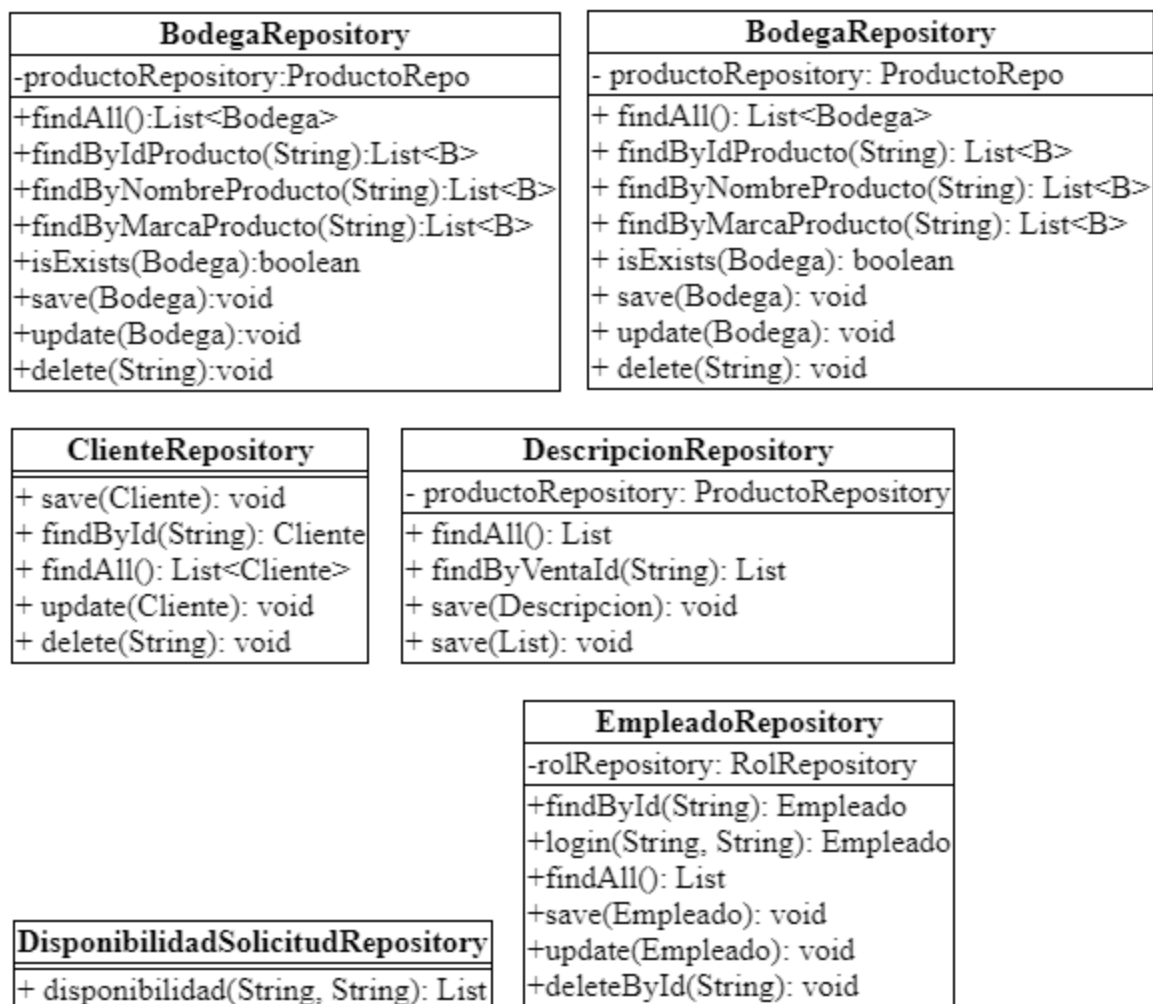 BodegaRepository
-productoRepository:ProductoRepo
+findAll():List<Bodega>
+findByIdProducto(String):List<B>
+findByNombreProducto(String):List<B>
+findByMarcaProducto(String):List<B>
+isExists(Bodega):boolean
+save(Bodega):void
+update(Bodega):void
+delete(String):void
BodegaRepository
- productoRepository: ProductoRepo
+ findAll(): List<Bodega>
+ findByIdProducto(String): List<B>
+ findByNombreProducto(String): List<B>
+ findByMarcaProducto(String): List<B>
+ isExists(Bodega): boolean
+ save(Bodega): void
+ update(Bodega): void
+ delete(String): void
ClienteRepository
+ save(Cliente): void
+ findById(String): Cliente
+ findAll(): List<Cliente>
+ update(Cliente): void
+ delete(String): void
DescripcionRepository
- productoRepository: ProductoRepository
+ findAll(): List
+ findByVentaId(String): List
+ save(Descripcion): void
+ save(List): void
DisponibilidadSolicitudRepository
+ disponibilidad(String, String): List
EmpleadoRepository
-rolRepository: RolRepository
+findById(String): Empleado
+login(String, String): Empleado
+findAll(): List
+save(Empleado): void
+update(Empleado): void
+deleteById(String): void